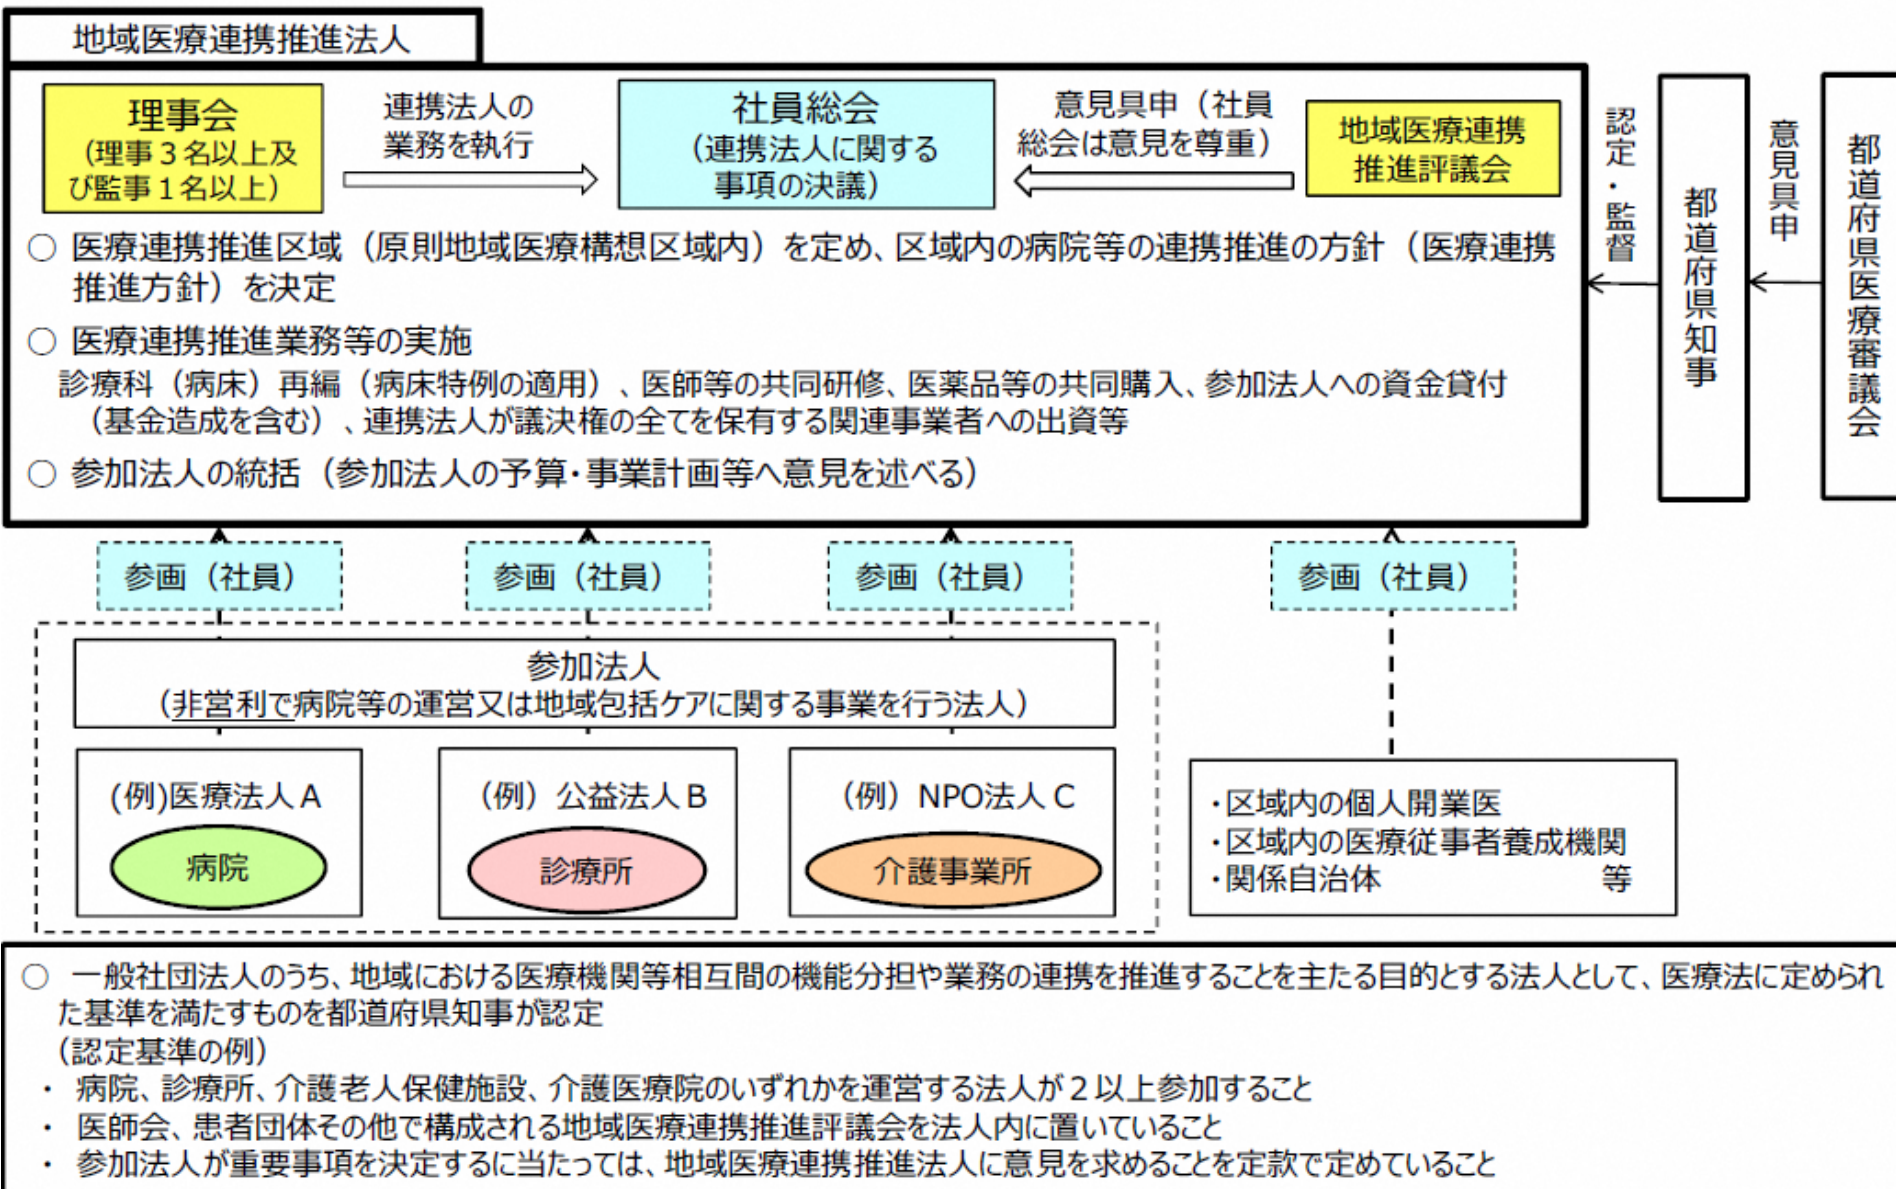 地域医療連携推進法人
理事会
（理事３名以上及
び監事１名以上）
連携法人の
業務を執行
社員総会
（連携法人に関する
事項の決議）
意見具申（社員
総会は意見を尊重）
地域医療連携
推進評議会
認定・監督
都道府県知事
意見具申
都道府県医療審議会
○ 医療連携推進区域（原則地域医療構想区域内）を定め、区域内の病院等の連携推進の方針（医療連携
推進方針）を決定
○ 医療連携推進業務等の実施
診療科（病床）再編（病床特例の適用）、医師等の共同研修、医薬品等の共同購入、参加法人への資金貸付
（基金造成を含む）、連携法人が議決権の全てを保有する関連事業者への出資等
○ 参加法人の統括（参加法人の予算・事業計画等へ意見を述べる）
参画（社員）
参画（社員）
参画（社員）
参画（社員）
参加法人
（非営利で病院等の運営又は地域包括ケアに関する事業を行う法人）
(例)医療法人Ａ
病院
（例）公益法人Ｂ
診療所
（例）NPO法人Ｃ
介護事業所
・区域内の個人開業医
・区域内の医療従事者養成機関
・関係自治体 等
○ 一般社団法人のうち、地域における医療機関等相互間の機能分担や業務の連携を推進することを主たる目的とする法人として、医療法に定められ
た基準を満たすものを都道府県知事が認定
（認定基準の例）
・ 病院、診療所、介護老人保健施設、介護医療院のいずれかを運営する法人が２以上参加すること
・ 医師会、患者団体その他で構成される地域医療連携推進評議会を法人内に置いていること
・ 参加法人が重要事項を決定するに当たっては、地域医療連携推進法人に意見を求めることを定款で定めていること